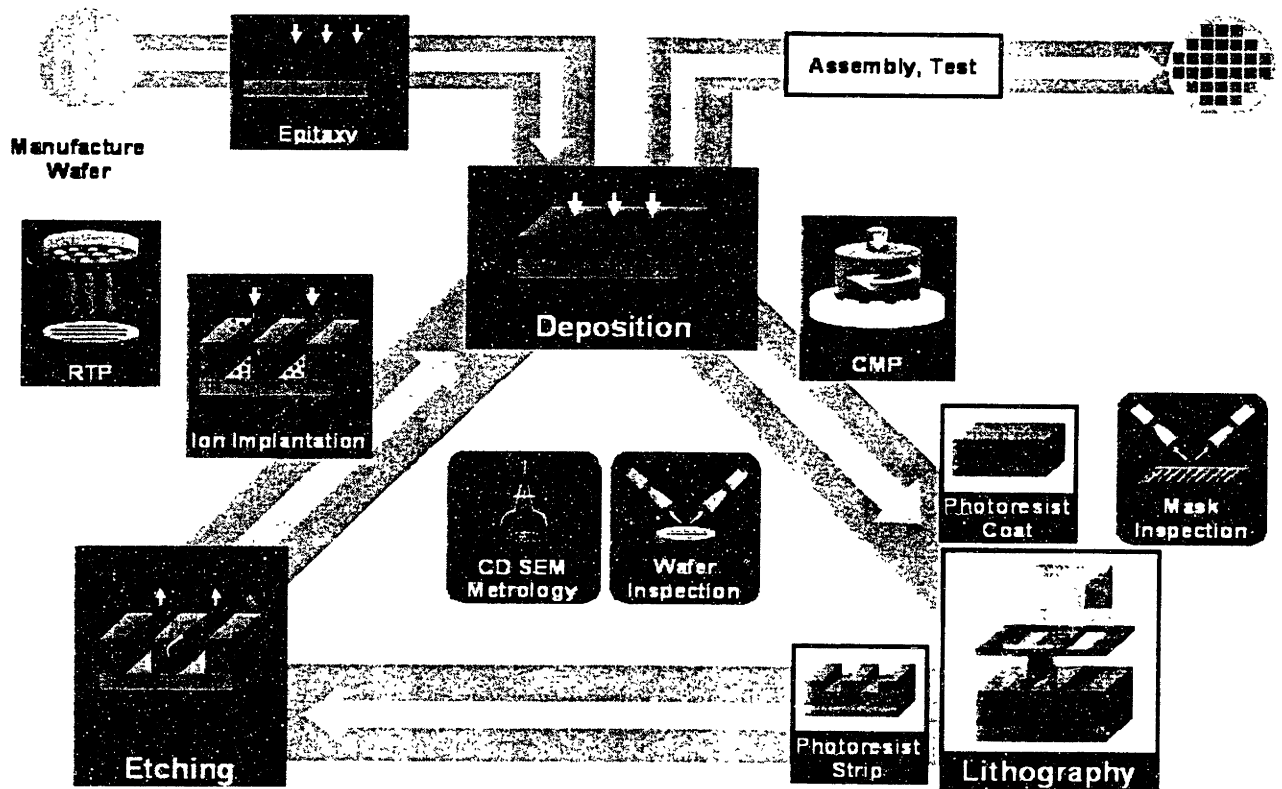 Epitaxy
Assembly, Test
Manufacture
Wafer
RTP
Ion Implantation
Deposition
CMP
Photoresist
Coat
Mask
Inspection
CD SEM
Metrology
Wafer
Inspection
Etching
Photoresist
Strip
Lithography